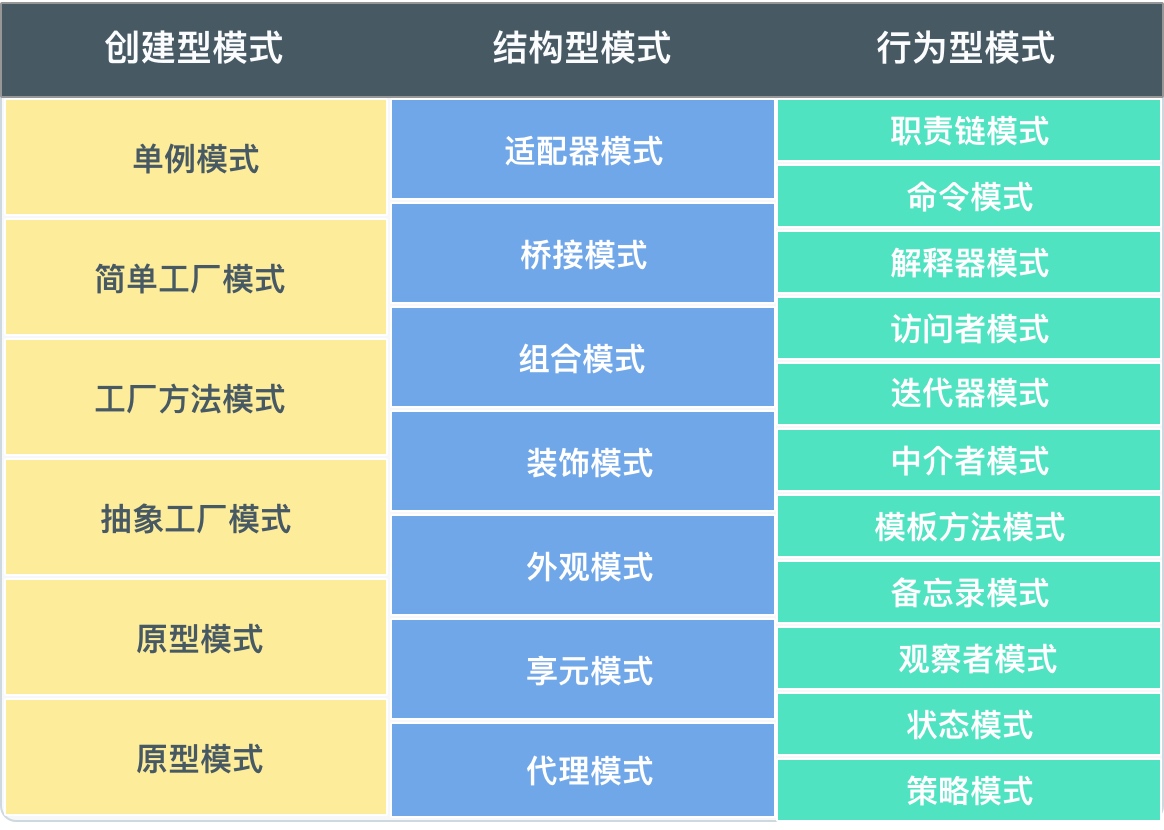 创建型模式
结构型模式
行为型模式
单例模式
简单工厂模式
工厂方法模式
抽象工厂模式
原型模式
原型模式
适配器模式
桥接模式
组合模式
装饰模式
外观模式
享元模式
代理模式
职责链模式
命令模式
解释器模式
访问者模式
迭代器模式
中介者模式
模板方法模式
备忘录模式
观察者模式
状态模式
策略模式